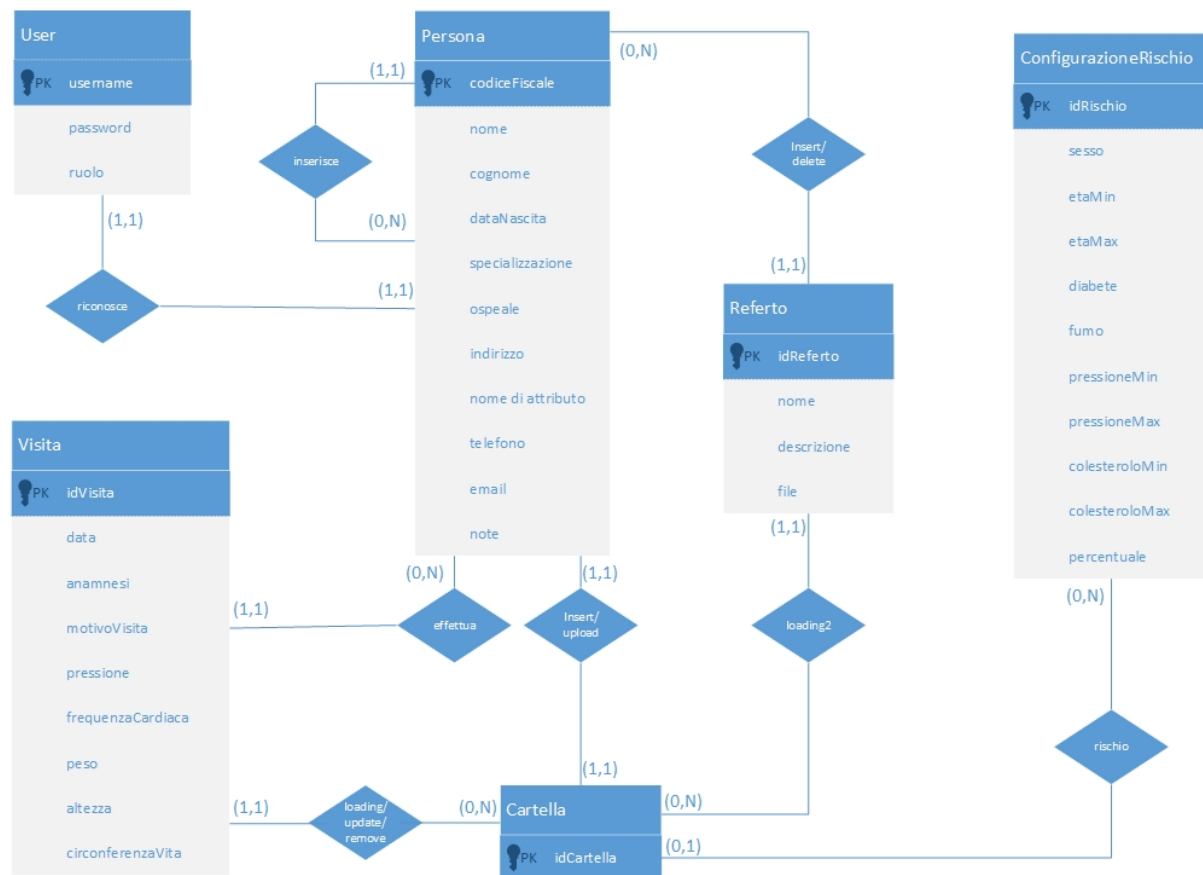 User
PK username
password
ruolo
(1,1)
riconosce
(1,1)
Persona
PK codiceFiscale
nome
cognome
dataNascita
specializzazione
ospeale
indirizzo
nome di attributo
telefono
email
note
(1,1)
inserisce
(0,N)
(0,N)
Insert/
delete
(1,1)
Referto
PK idReferto
nome
descrizione
file
(1,1)
loading2
(0,N)
ConfigurazioneRischio
PK idRischio
sesso
etaMin
etaMax
diabete
fumo
pressioneMin
pressioneMax
colesteroloMin
colesteroloMax
percentuale
(0,N)
rischio
(0,1)
Visita
PK idVisita
data
anamnesi
motivoVisita
pressione
frequenzaCardiaca
peso
altezza
circonferenzaVita
(1,1)
effettua
(0,N)
(1,1)
Insert/
upload
(1,1)
(1,1)
loading/
update/
remove
(0,N)
Cartella
PK idCartella